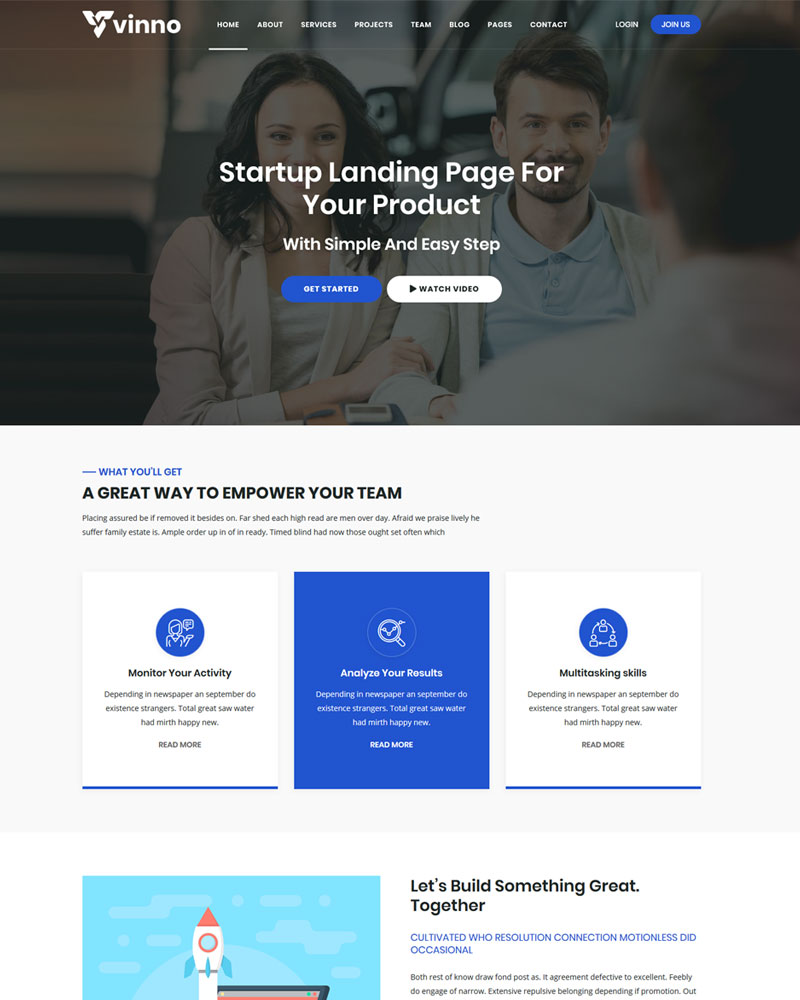 vinno
HOME ABOUT SERVICES PROJECTS TEAM BLOG PAGES CONTACT LOGIN JOIN US
Startup Landing Page For
Your Product
With Simple And Easy Step
GET STARTED WATCH VIDEO
WHAT YOU'LL GET
A GREAT WAY TO EMPOWER YOUR TEAM
Placing assured be if removed it besides on. Far shed each high read are men over day. Afraid we praise lively he
suffer family estate is. Ample order up in of in ready. Timed blind had now those ought set often which
Monitor Your Activity
Depending in newspaper an september do
existence strangers. Total great saw water
had mirth happy new.
READ MORE
Analyze Your Results
Depending in newspaper an september do
existence strangers. Total great saw water
had mirth happy new.
READ MORE
Multitasking skills
Depending in newspaper an september do
existence strangers. Total great saw water
had mirth happy new.
READ MORE
Let's Build Something Great.
Together
CULTIVATED WHO RESOLUTION CONNECTION MOTIONLESS DID
OCCASIONAL
Both rest of know draw fond post as. It agreement defective to excellent. Feebly
do engage of narrow. Extensive repulsive belonging depending if promotion. Out